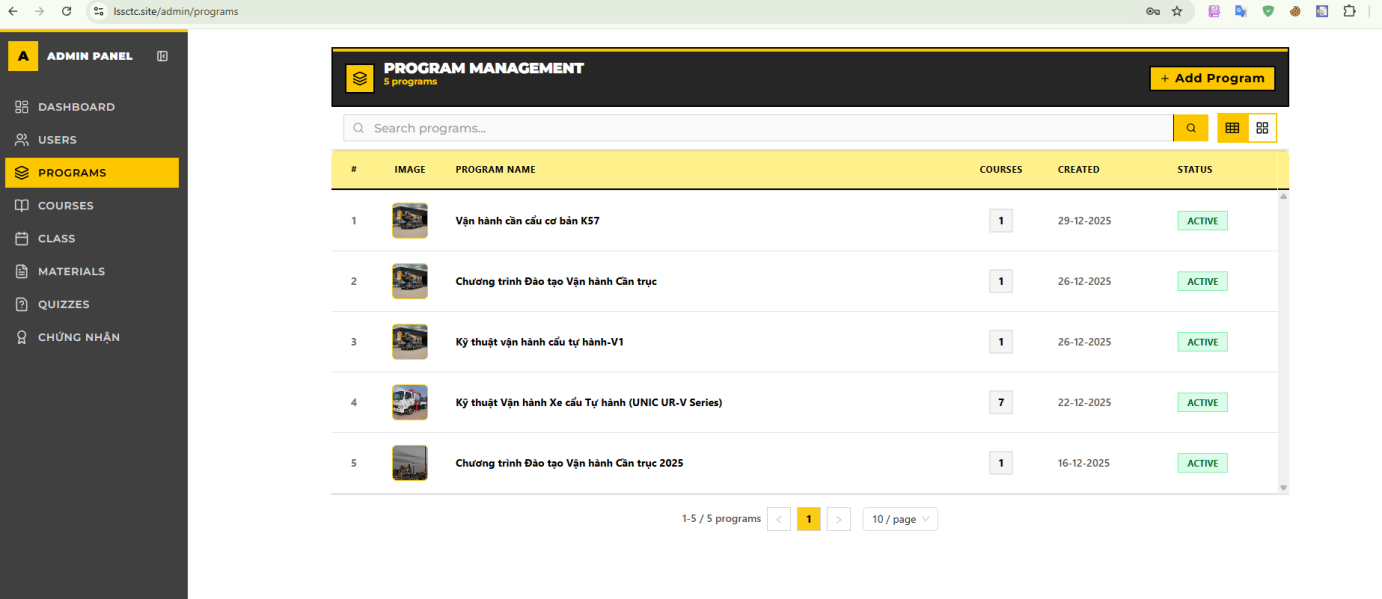 lssctc.site/admin/programs
A ADMIN PANEL
DASHBOARD
USERS
PROGRAMS
COURSES
CLASS
MATERIALS
QUIZZES
CHỨNG NHẬN
PROGRAM MANAGEMENT
5 programs
+ Add Program
Search programs...
# IMAGE PROGRAM NAME COURSES CREATED STATUS
1 Vận hành cần cẩu cơ bản K57 1 29-12-2025 ACTIVE
2 Chương trình Đào tạo Vận hành Cần trục 1 26-12-2025 ACTIVE
3 Kỹ thuật vận hành cẩu tự hành-V1 1 26-12-2025 ACTIVE
4 Kỹ thuật Vận hành Xe cẩu Tự hành (UNIC UR-V Series) 7 22-12-2025 ACTIVE
5 Chương trình Đào tạo Vận hành Cần trục 2025 1 16-12-2025 ACTIVE
1-5 / 5 programs < 1 > 10 / page